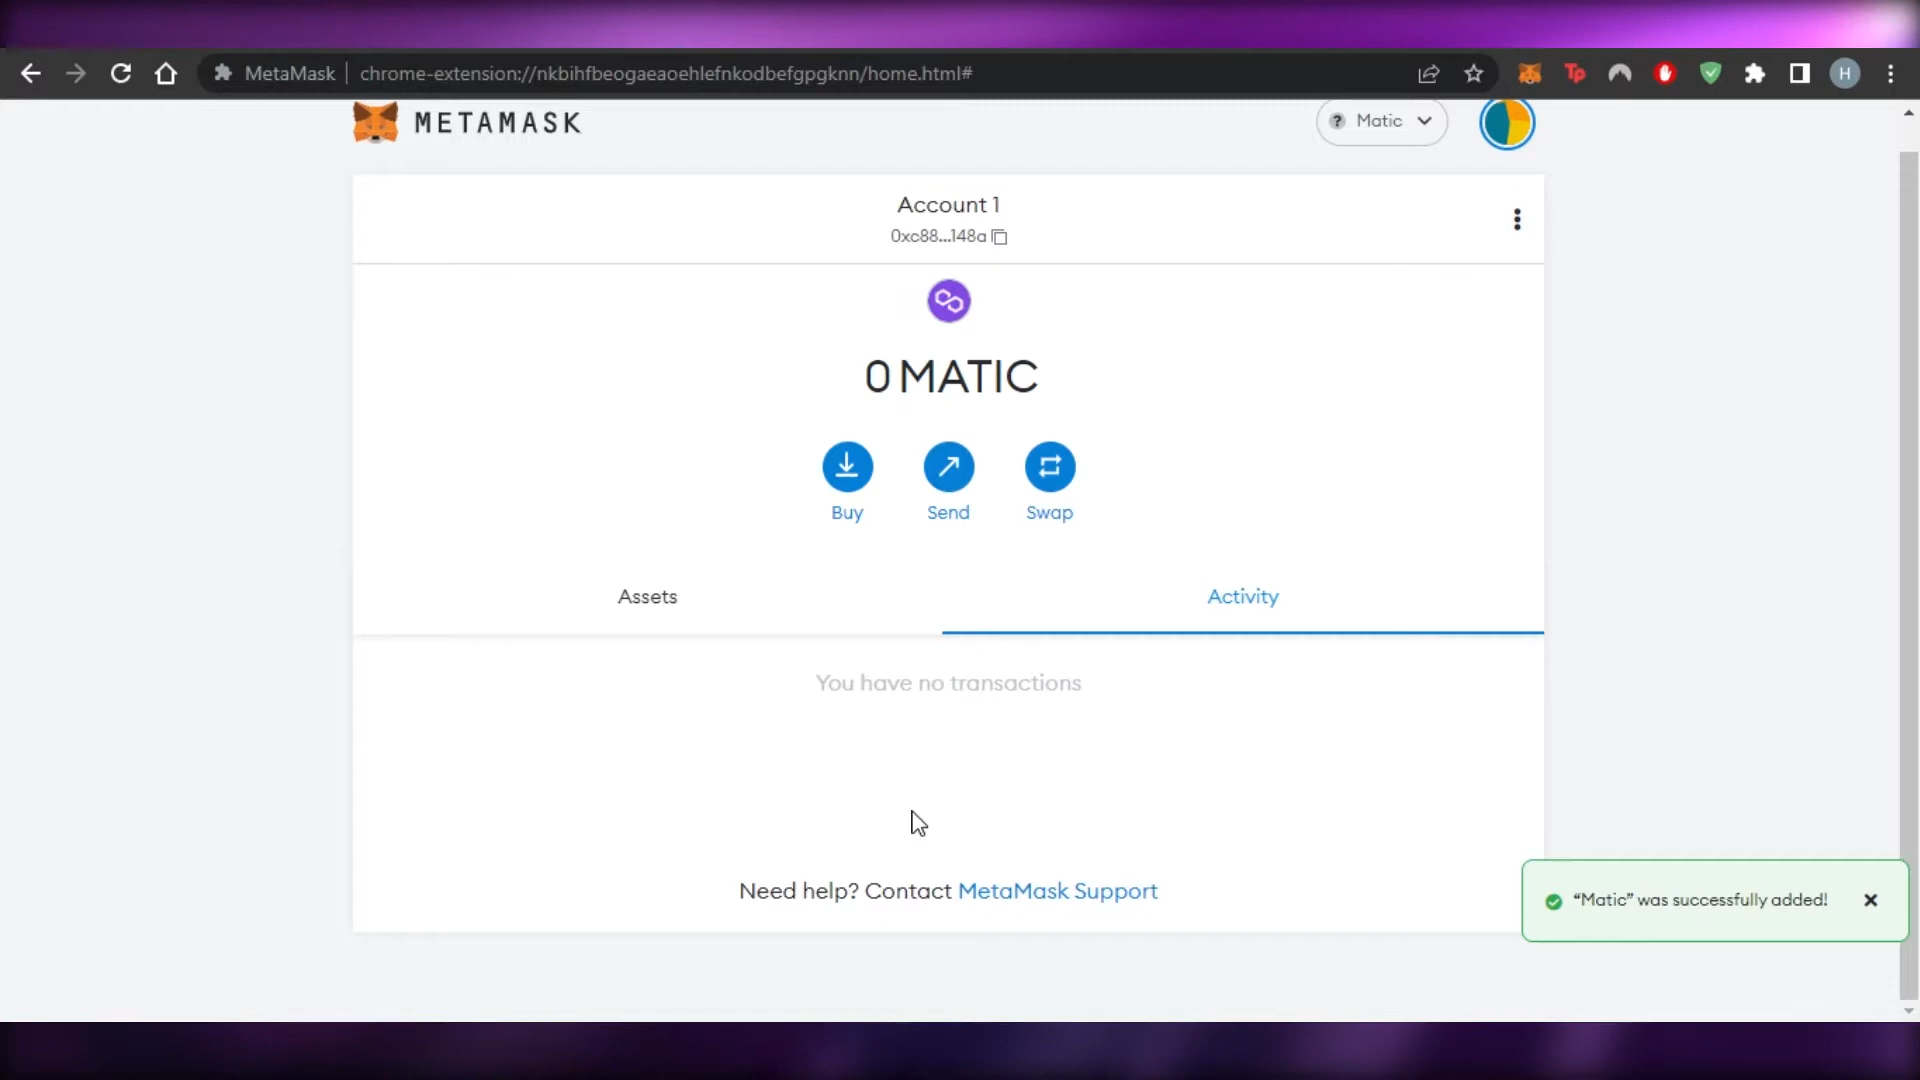 MetaMask chrome-extension://nkbihfbeogaeaoehlefnkodbefgpgknn/home.html#
Tp
H
METAMASK
? Matic
Account 1
0xc88...148a
0 MATIC
Buy Send Swap
Assets Activity
You have no transactions
Need help? Contact MetaMask Support
“Matic” was successfully added!